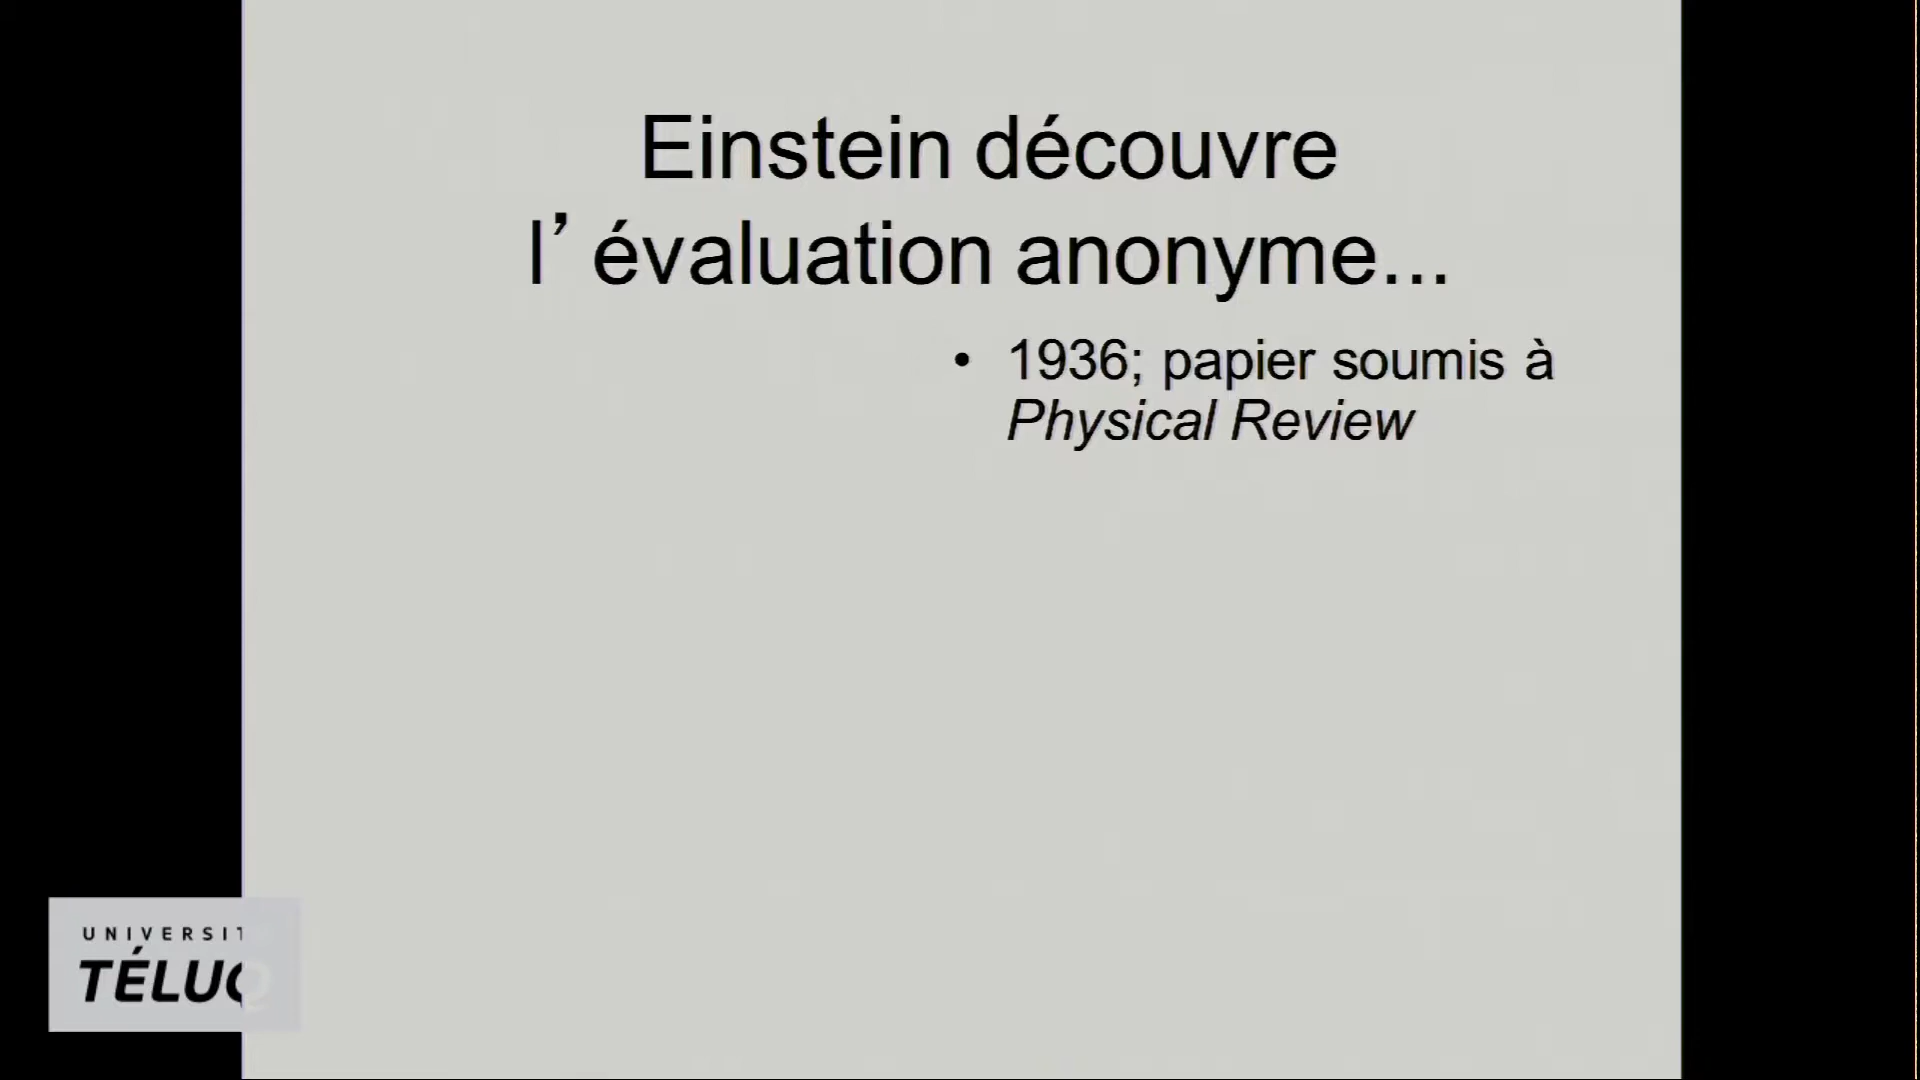 Einstein découvre
l’évaluation anonyme...
• 1936; papier soumis à
Physical Review
UNIVERSIT
TÉLUQ